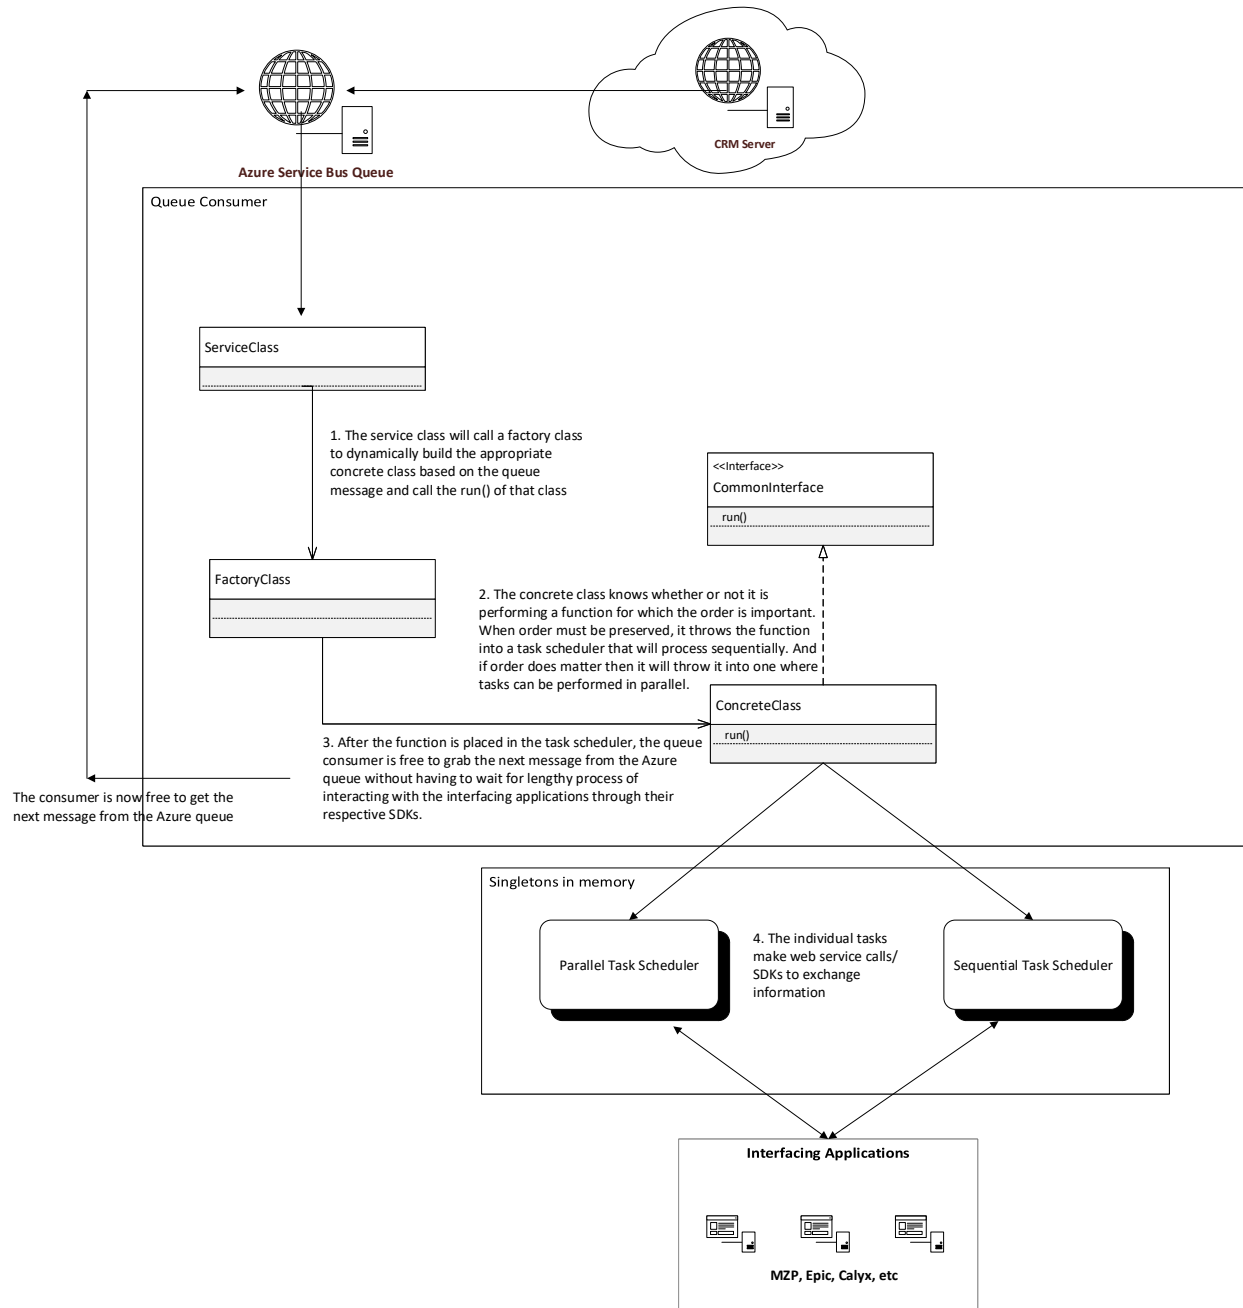 CRM Server
Azure Service Bus Queue
Queue Consumer
ServiceClass
1. The service class will call a factory class
to dynamically build the appropriate
concrete class based on the queue
message and call the run() of that class
<<Interface>>
CommonInterface
run()
FactoryClass
2. The concrete class knows whether or not it is
performing a function for which the order is important.
When order must be preserved, it throws the function
into a task scheduler that will process sequentially. And
if order does matter then it will throw it into one where
tasks can be performed in parallel.
ConcreteClass
run()
3. After the function is placed in the task scheduler, the queue
consumer is free to grab the next message from the Azure
queue without having to wait for lengthy process of
interacting with the interfacing applications through their
respective SDKs.
The consumer is now free to get the
next message from the Azure queue
Singletons in memory
Parallel Task Scheduler
4. The individual tasks
make web service calls/
SDKs to exchange
information
Sequential Task Scheduler
Interfacing Applications
MZP, Epic, Calyx, etc